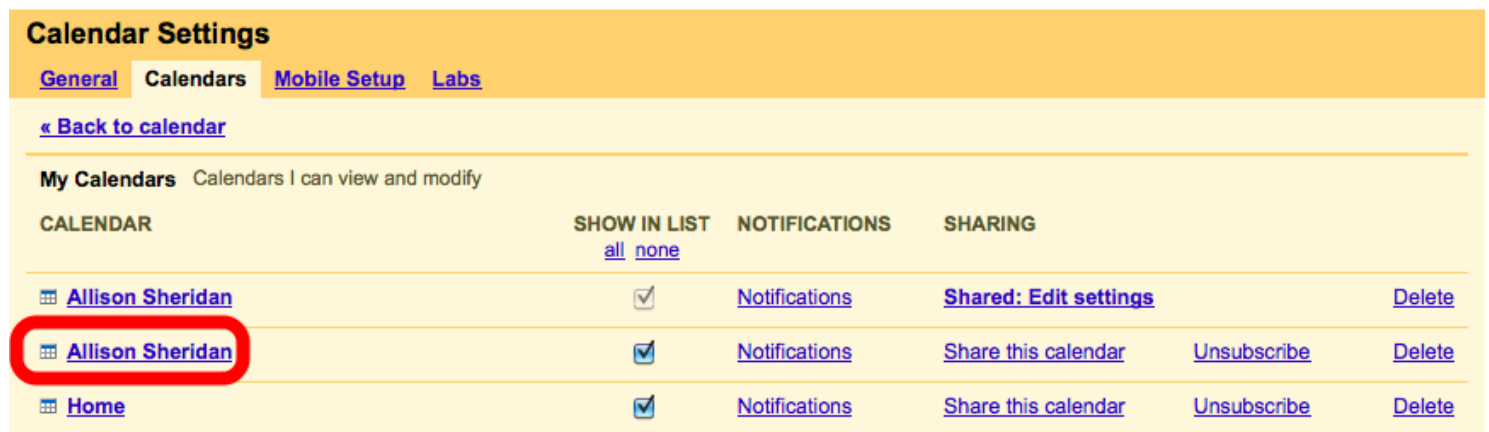 Calendar Settings
General Calendars Mobile Setup Labs
« Back to calendar
My Calendars Calendars I can view and modify
CALENDAR SHOW IN LIST NOTIFICATIONS SHARING
all none
Allison Sheridan Notifications Shared: Edit settings Delete
Allison Sheridan Notifications Share this calendar Unsubscribe Delete
Home Notifications Share this calendar Unsubscribe Delete